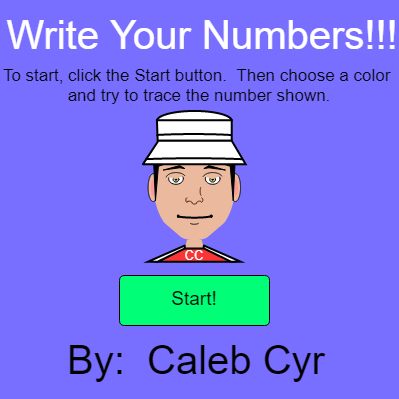 Write Your Numbers!!!
To start, click the Start button.  Then choose a color
and try to trace the number shown.
CC
Start!
By:  Caleb Cyr